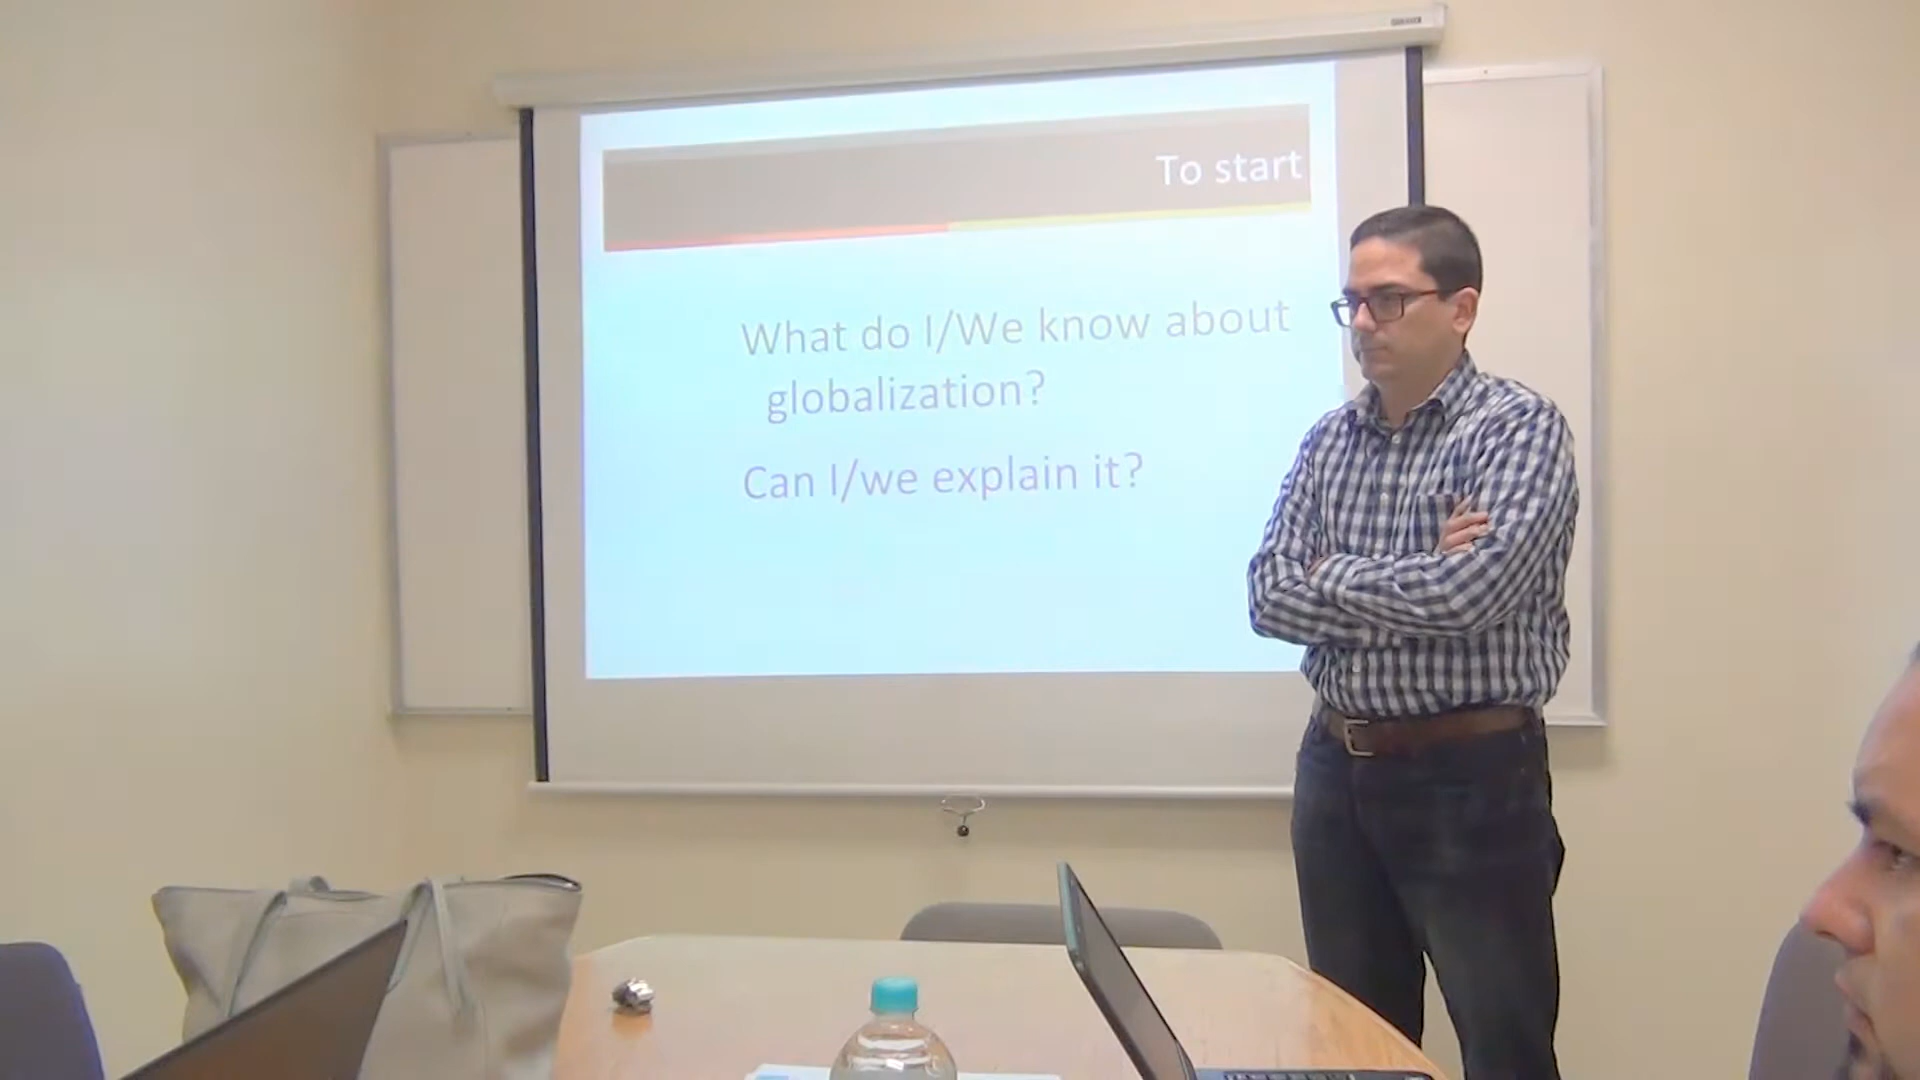 To start
What do I/We know about
globalization?
Can I/we explain it?